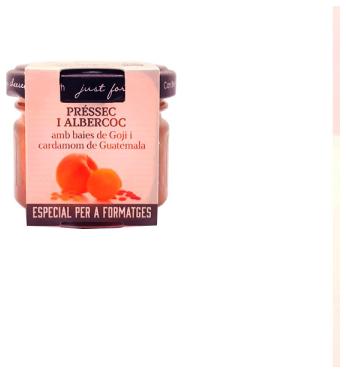 just for
PRÉSSEC
I ALBERCOC
amb baies de Goji i
cardamom de Guatemala
ESPECIAL PER A FORMATGES